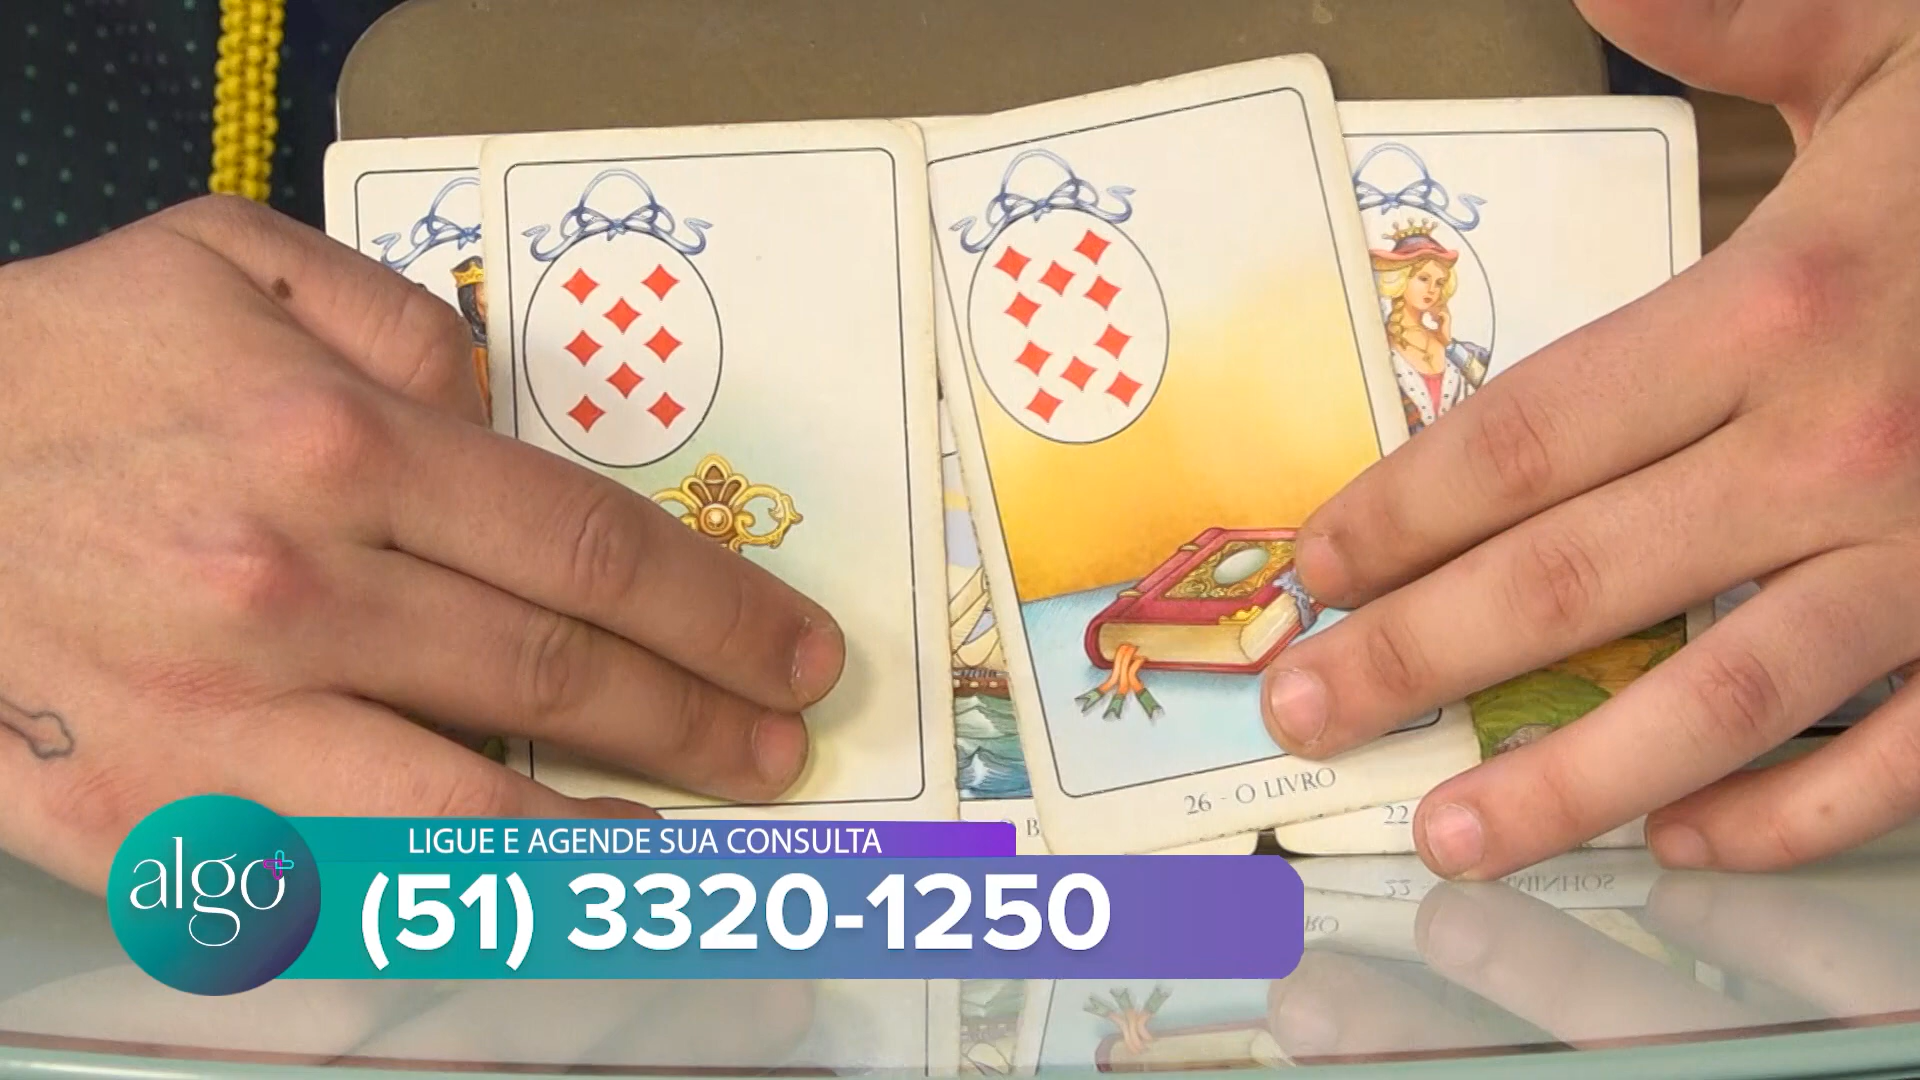 26 - O LIVRO
O B
22
LIGUE E AGENDE SUA CONSULTA
algo+
(51) 3320-1250